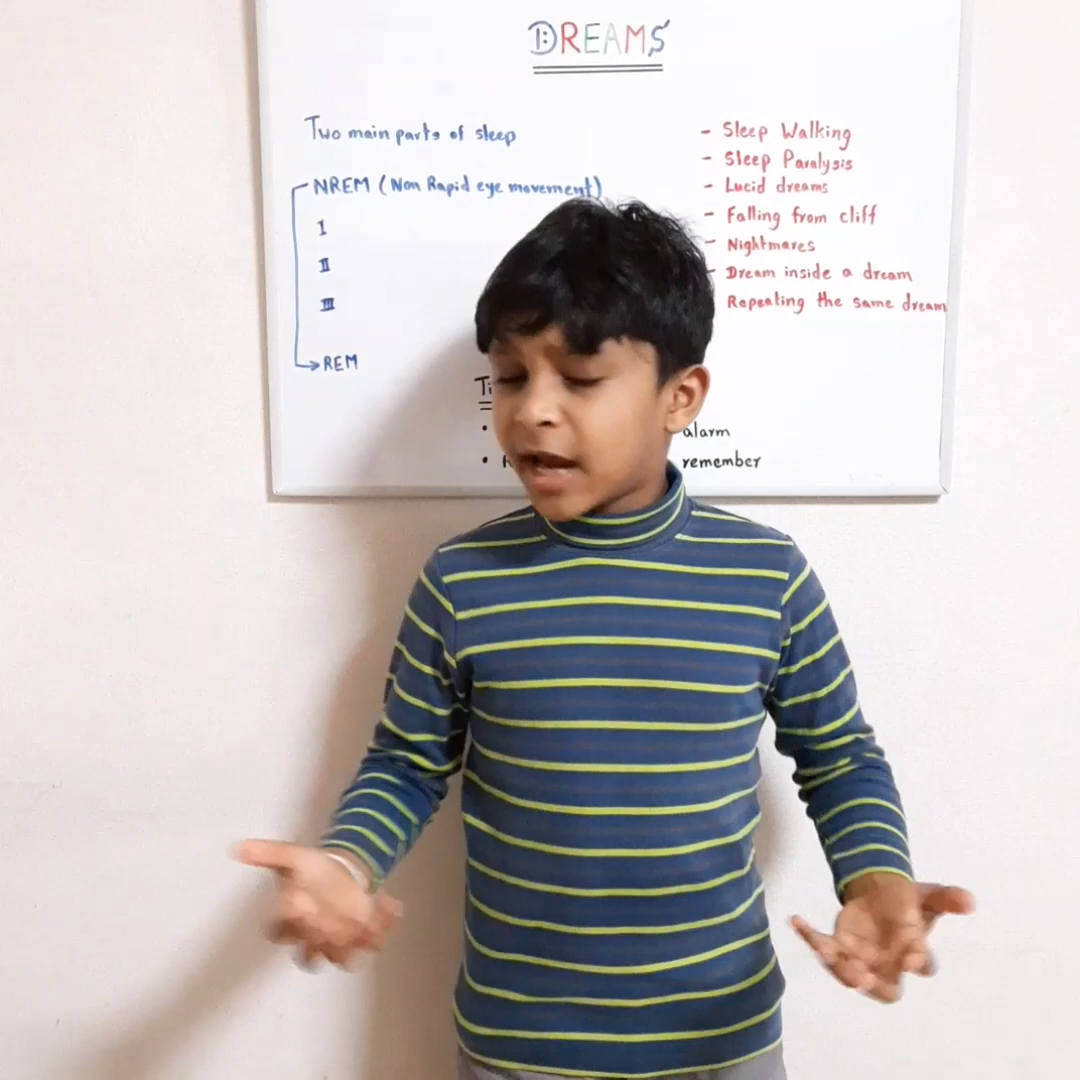 DREAMS
Two main parts of sleep
NREM (Non Rapid eye movement)
I
II
III
REM
- Sleep Walking
- Sleep Paralysis
- Lucid dreams
- Falling from cliff
- Nightmares
- Dream inside a dream
Repeating the same dream
• alarm
• remember